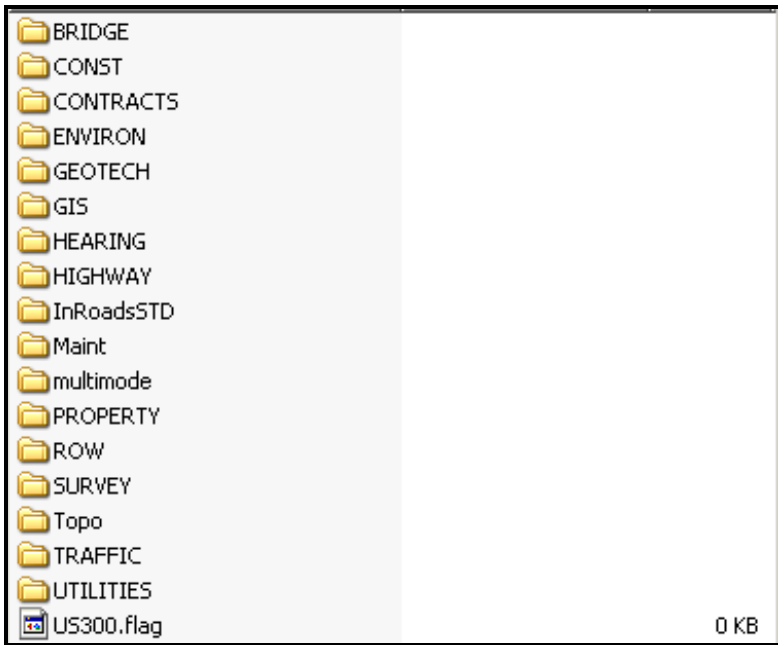 BRIDGE
CONST
CONTRACTS
ENVIRON
GEOTECH
GIS
HEARING
HIGHWAY
InRoadsSTD
Maint
multimode
PROPERTY
ROW
SURVEY
Topo
TRAFFIC
UTILITIES
US300.flag 0 KB